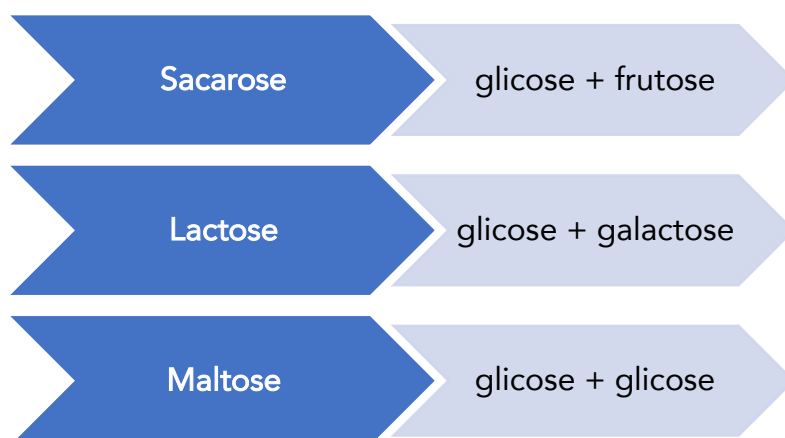 Sacarose
glicose + frutose
Lactose
glicose + galactose
Maltose
glicose + glicose